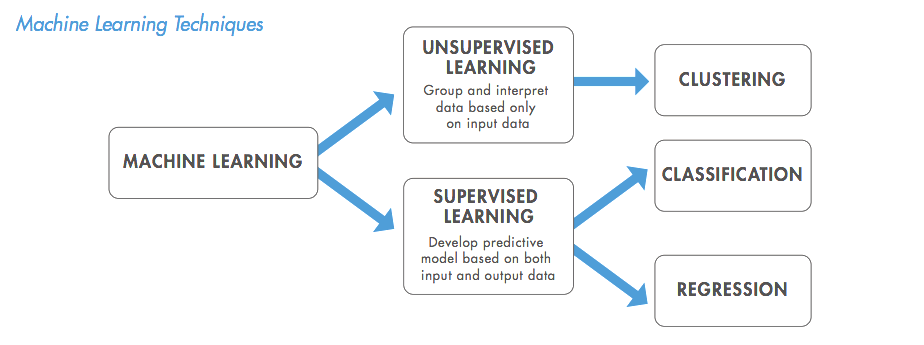 Machine Learning Techniques
MACHINE LEARNING
UNSUPERVISED
LEARNING
Group and interpret
data based only
on input data
CLUSTERING
SUPERVISED
LEARNING
Develop predictive
model based on both
input and output data
CLASSIFICATION
REGRESSION